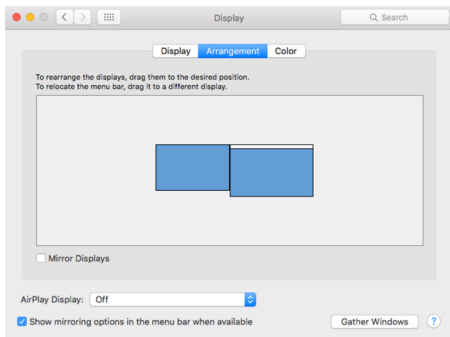 Display
Search
Display Arrangement Color
To rearrange the displays, drag them to the desired position.
To relocate the menu bar, drag it to a different display.
Mirror Displays
AirPlay Display: Off
Show mirroring options in the menu bar when available
Gather Windows ?